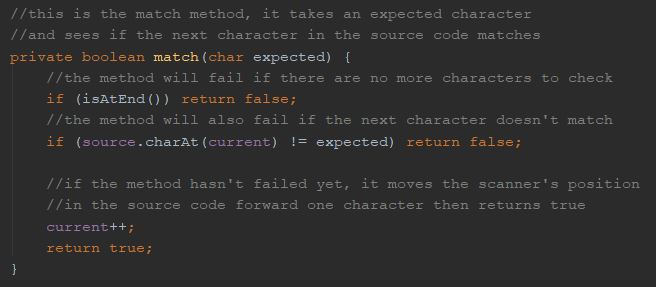 //this is the match method, it takes an expected character
//and sees if the next character in the source code matches
private boolean match(char expected) {
//the method will fail if there are no more characters to check
if (isAtEnd()) return false;
//the method will also fail if the next character doesn't match
if (source.charAt(current) != expected) return false;
//if the method hasn't failed yet, it moves the scanner's position
//in the source code forward one character then returns true
current++;
return true;
}